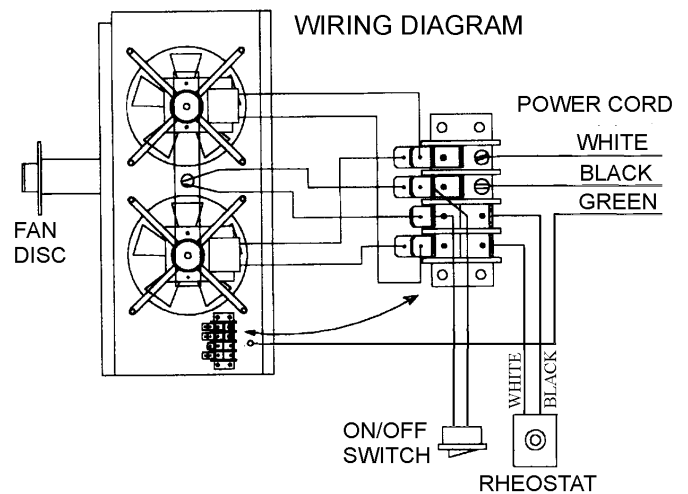 WIRING DIAGRAM
POWER CORD
WHITE
BLACK
GREEN
FAN
DISC
WHITE
BLACK
ON/OFF
SWITCH
RHEOSTAT